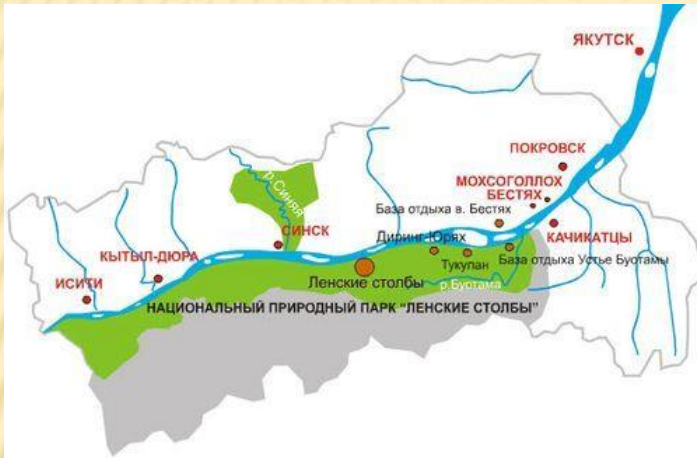 ЯКУТСК
ПОКРОВСК
МОХСОГОЛЛОХ
БЕСТЯХ
База отдыха в. Бестях
КАЧИКАТЦЫ
р.Синяя
СИНСК
Диринг-Юрях
База отдыха Устье Буотамы
КЫТЫЛ-ДЮРА
Тукулан
ИСИТИ
Ленские столбы
р.Буотама
НАЦИОНАЛЬНЫЙ ПРИРОДНЫЙ ПАРК "ЛЕНСКИЕ СТОЛБЫ"